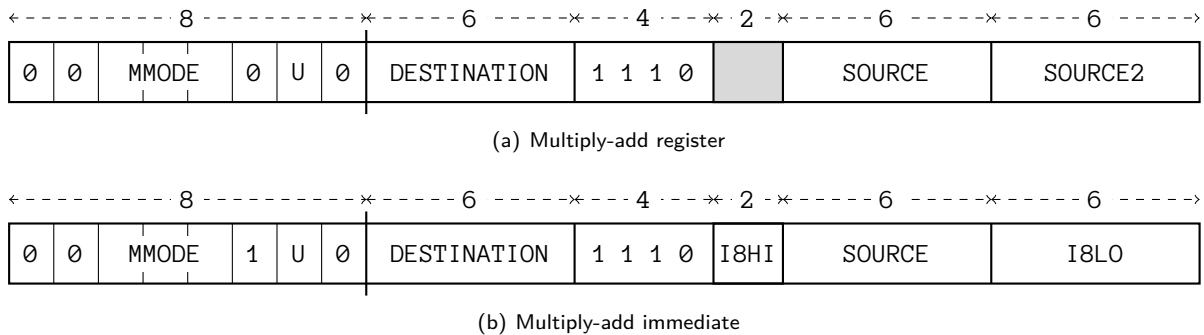 8 6 4 2 6 6
0 0 MMODE 0 U 0 DESTINATION 1 1 1 0 SOURCE SOURCE2
(a) Multiply-add register
8 6 4 2 6 6
0 0 MMODE 1 U 0 DESTINATION 1 1 1 0 I8HI SOURCE I8LO
(b) Multiply-add immediate